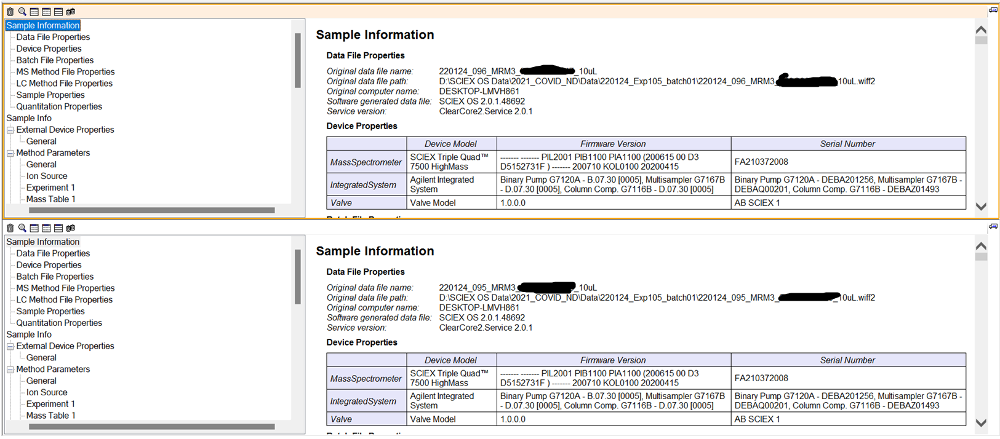 Sample Information
Data File Properties
Device Properties
Batch File Properties
MS Method File Properties
LC Method File Properties
Sample Properties
Quantitation Properties
Sample Info
External Device Properties
General
Method Parameters
General
Ion Source
Experiment 1
Mass Table 1
Sample Information
Data File Properties
Original data file name: 220124_096_MRM3_ _10uL
Original data file path: D:\SCIEX OS Data\2021_COVID_ND\Data\220124_Exp105_batch01\220124_096_MRM3_ 10uL.wiff2
Original computer name: DESKTOP-LMVH861
Software generated data file: SCIEX OS 2.0.1.48692
Service version: ClearCore2.Service 2.0.1
Device Properties
Device Model Firmware Version Serial Number
MassSpectrometer SCIEX Triple Quad™ 7500 HighMass ------- ------- PIL2001 PIB1100 PIA1100 (200615 00 D3 D5152731F ) ------- 200710 KOL0100 20200415 FA210372008
IntegratedSystem Agilent Integrated System Binary Pump G7120A - B.07.30 [0005], Multisampler G7167B - D.07.30 [0005], Column Comp. G7116B - D.07.30 [0005] Binary Pump G7120A - DEBA201256, Multisampler G7167B - DEBAQ00201, Column Comp. G7116B - DEBAZ01493
Valve Valve Model 1.0.0.0 AB SCIEX 1
Sample Information
Data File Properties
Device Properties
Batch File Properties
MS Method File Properties
LC Method File Properties
Sample Properties
Quantitation Properties
Sample Info
External Device Properties
General
Method Parameters
General
Ion Source
Experiment 1
Mass Table 1
Sample Information
Data File Properties
Original data file name: 220124_095_MRM3_ _10uL
Original data file path: D:\SCIEX OS Data\2021_COVID_ND\Data\220124_Exp105_batch01\220124_095_MRM3_ _10uL.wiff2
Original computer name: DESKTOP-LMVH861
Software generated data file: SCIEX OS 2.0.1.48692
Service version: ClearCore2.Service 2.0.1
Device Properties
Device Model Firmware Version Serial Number
MassSpectrometer SCIEX Triple Quad™ 7500 HighMass ------- ------- PIL2001 PIB1100 PIA1100 (200615 00 D3 D5152731F ) ------- 200710 KOL0100 20200415 FA210372008
IntegratedSystem Agilent Integrated System Binary Pump G7120A - B.07.30 [0005], Multisampler G7167B - D.07.30 [0005], Column Comp. G7116B - D.07.30 [0005] Binary Pump G7120A - DEBA201256, Multisampler G7167B - DEBAQ00201, Column Comp. G7116B - DEBAZ01493
Valve Valve Model 1.0.0.0 AB SCIEX 1